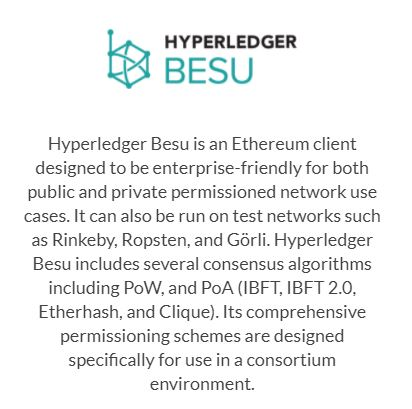 HYPERLEDGER
BESU
Hyperledger Besu is an Ethereum client
designed to be enterprise-friendly for both
public and private permissioned network use
cases. It can also be run on test networks such
as Rinkeby, Ropsten, and Görli. Hyperledger
Besu includes several consensus algorithms
including PoW, and PoA (IBFT, IBFT 2.0,
Etherhash, and Clique). Its comprehensive
permissioning schemes are designed
specifically for use in a consortium
environment.